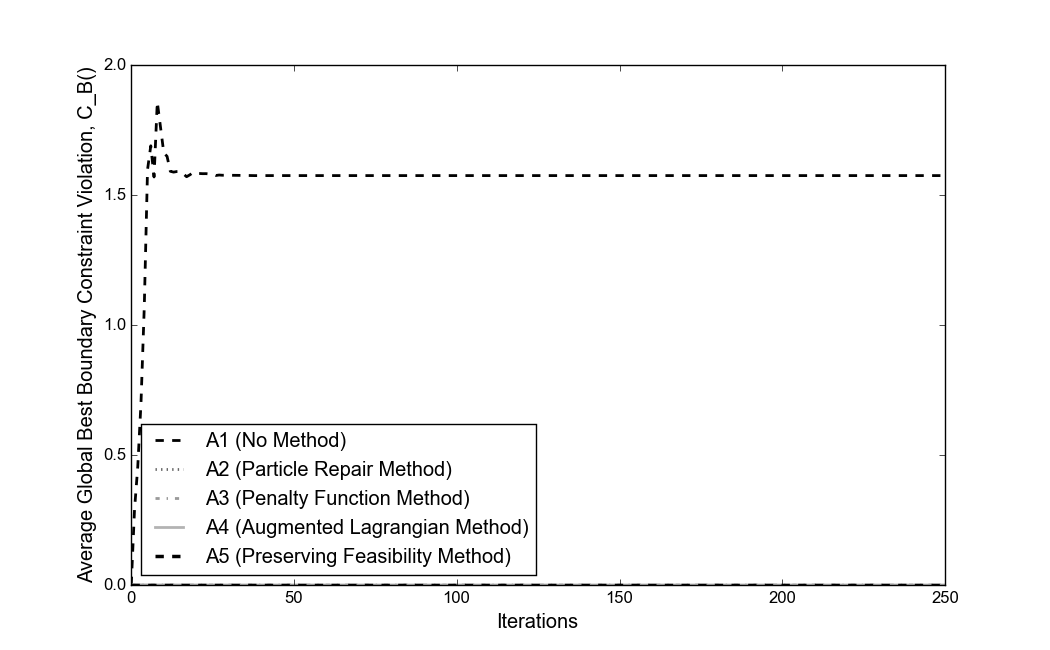 Average Global Best Boundary Constraint Violation, C_B()
2.0
1.5
1.0
0.5
0.0
A1 (No Method)
A2 (Particle Repair Method)
A3 (Penalty Function Method)
A4 (Augmented Lagrangian Method)
A5 (Preserving Feasibility Method)
0 50 100 150 200 250
Iterations